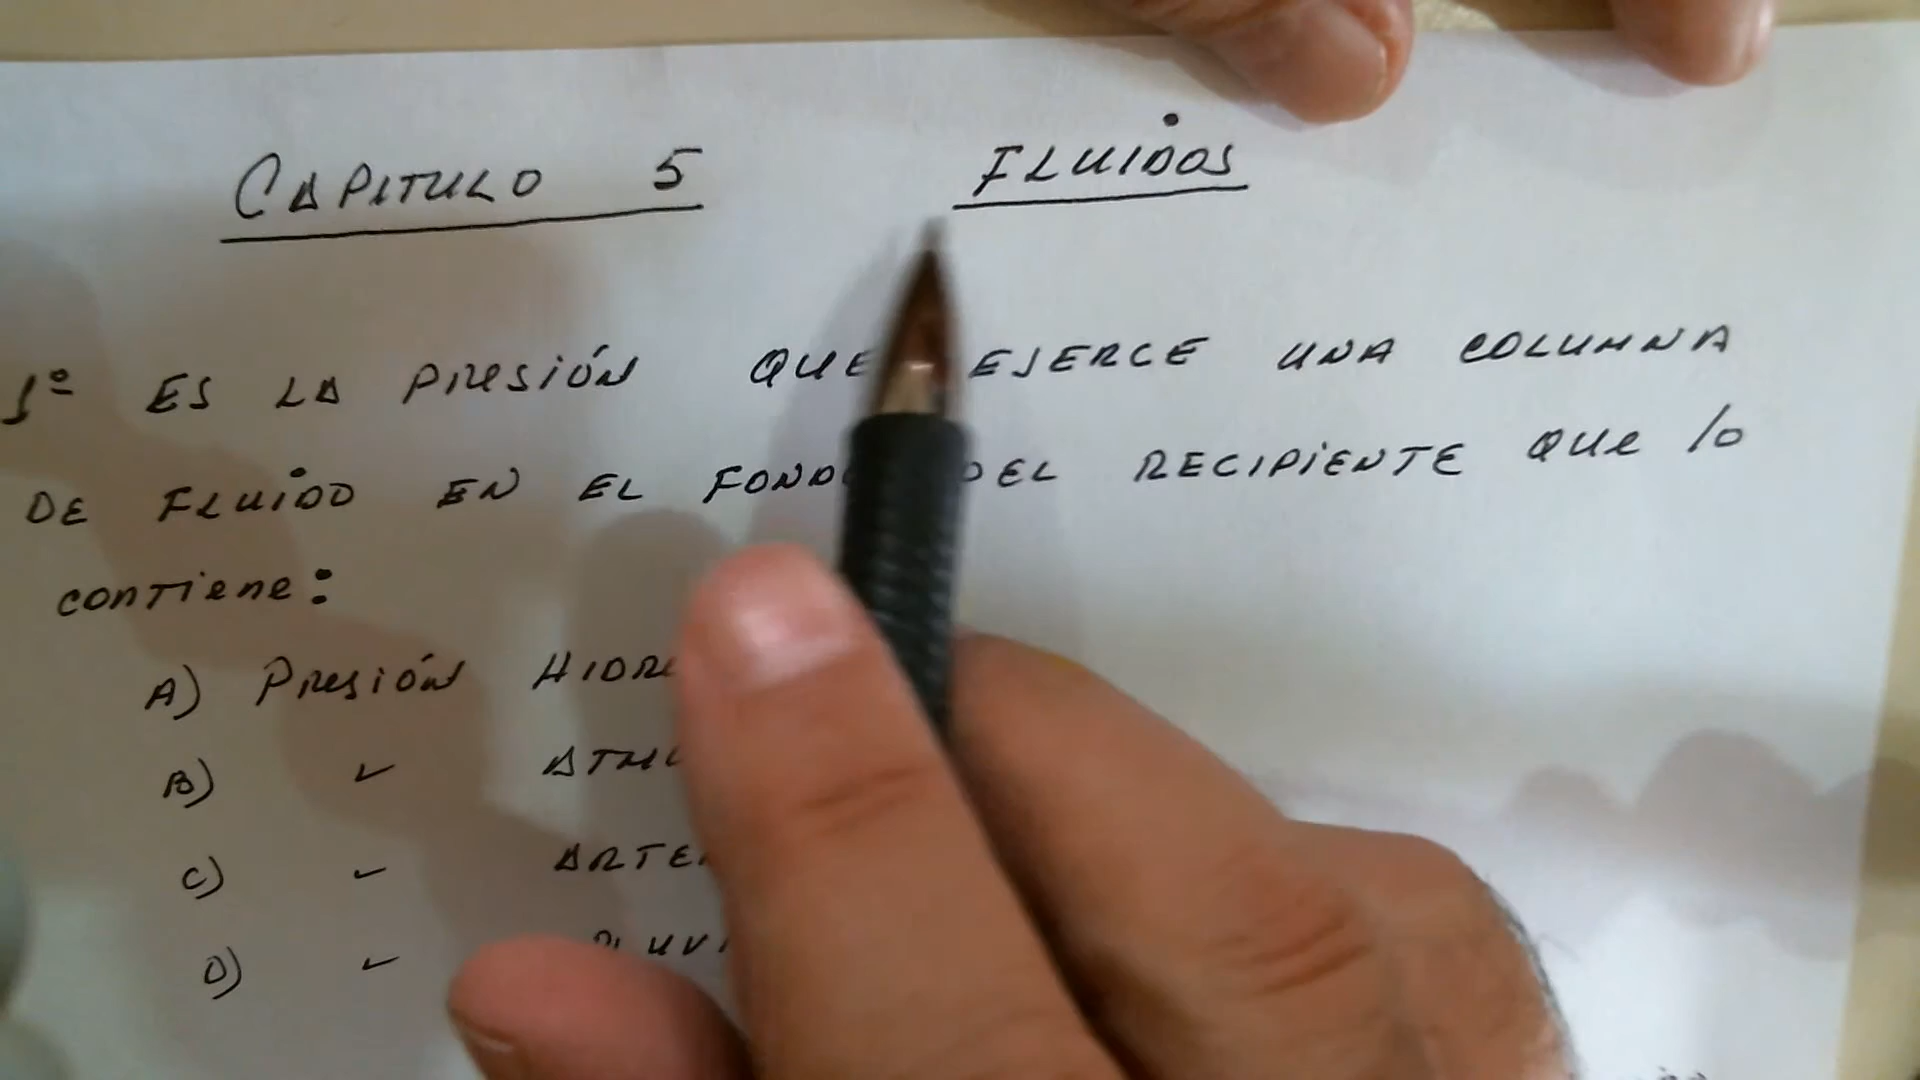 CAPITULO 5 FLUIDOS
1º ES LA PRESIÓN QUE EJERCE UNA COLUMNA
DE FLUIDO EN EL FONDO DEL RECIPIENTE QUE lo
contiene:
A) PRESIÓN
B) ✓
C) ✓
D) ✓